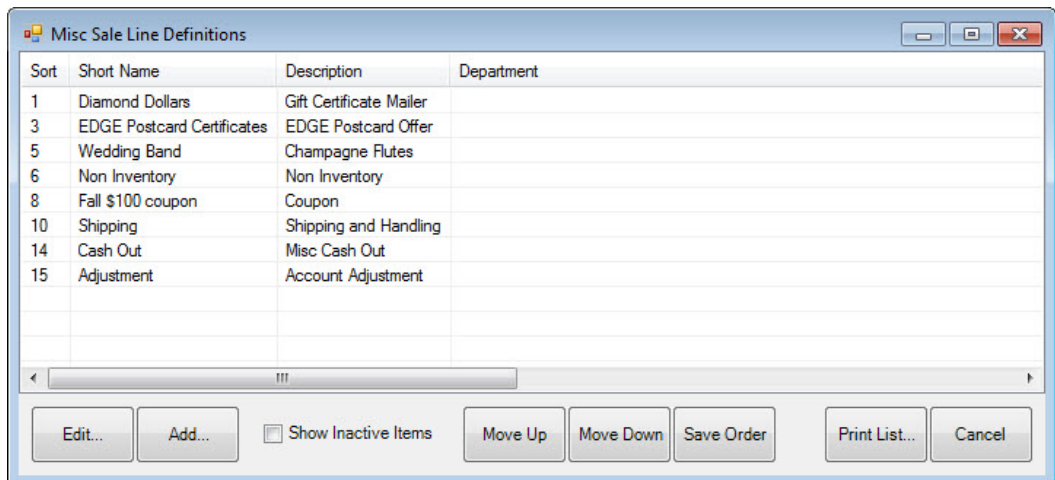 Misc Sale Line Definitions
Sort Short Name Description Department
1 Diamond Dollars Gift Certificate Mailer
3 EDGE Postcard Certificates EDGE Postcard Offer
5 Wedding Band Champagne Flutes
6 Non Inventory Non Inventory
8 Fall $100 coupon Coupon
10 Shipping Shipping and Handling
14 Cash Out Misc Cash Out
15 Adjustment Account Adjustment
Edit... Add... Show Inactive Items Move Up Move Down Save Order Print List... Cancel